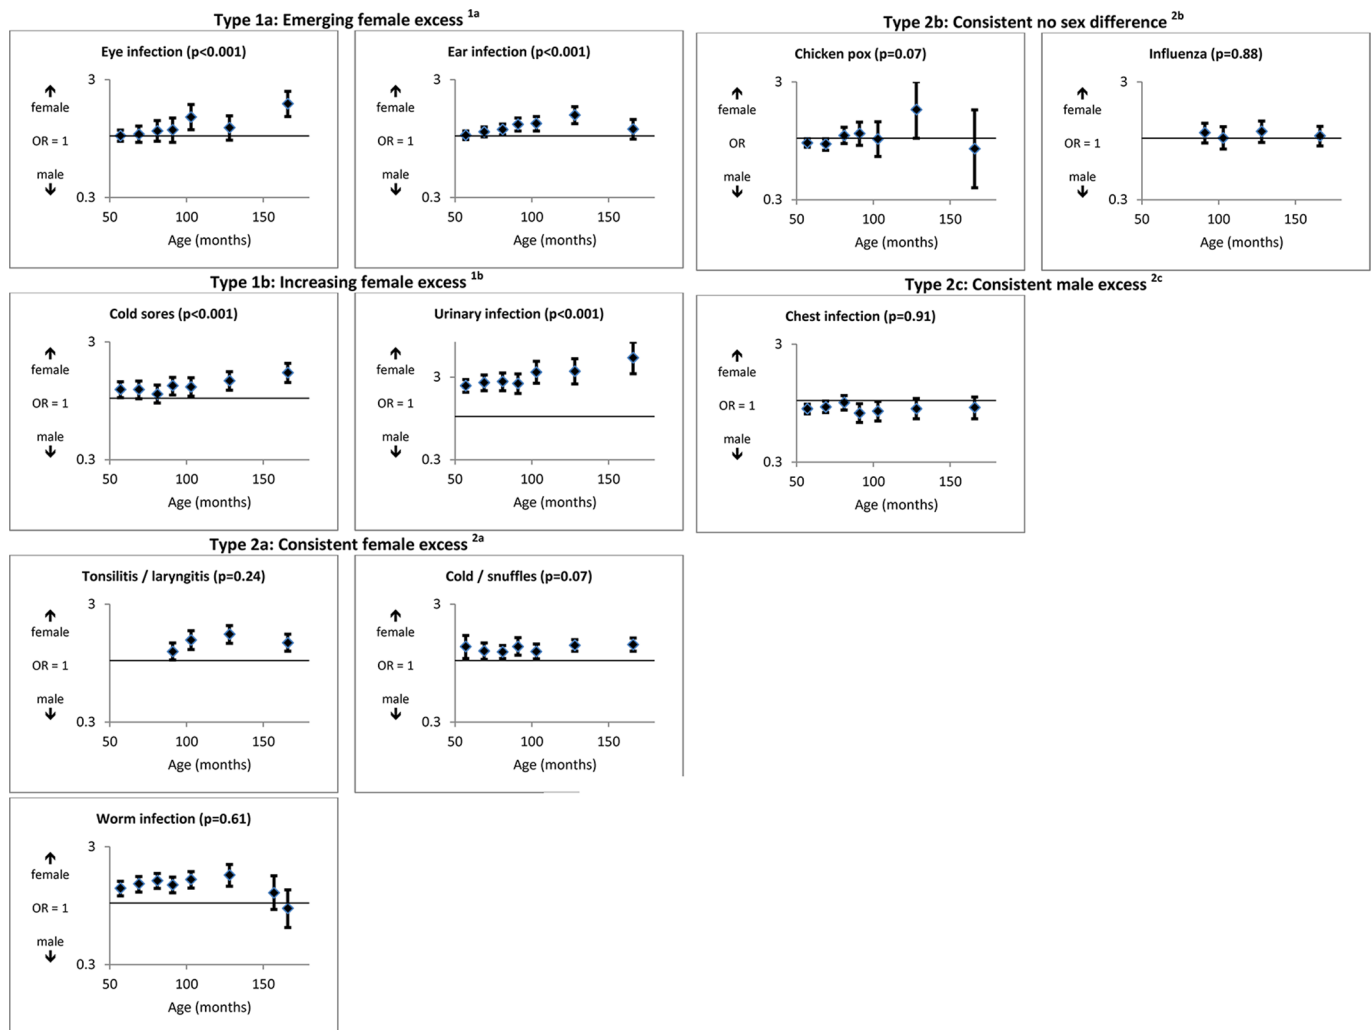 Type 1a: Emerging female excess 1a
Eye infection (p<0.001)
3
female
OR = 1
male
0.3
50 100 150
Age (months)
Ear infection (p<0.001)
3
female
OR = 1
male
0.3
50 100 150
Age (months)
Type 2b: Consistent no sex difference 2b
Chicken pox (p=0.07)
3
female
OR
male
0.3
50 100 150
Age (months)
Influenza (p=0.88)
3
female
OR = 1
male
0.3
50 100 150
Age (months)
Type 1b: Increasing female excess 1b
Cold sores (p<0.001)
3
female
OR = 1
male
0.3
50 100 150
Age (months)
Urinary infection (p<0.001)
female
3
OR = 1
male
0.3
50 100 150
Age (months)
Type 2c: Consistent male excess 2c
Chest infection (p=0.91)
3
female
OR = 1
male
0.3
50 100 150
Age (months)
Type 2a: Consistent female excess 2a
Tonsilitis / laryngitis (p=0.24)
3
female
OR = 1
male
0.3
50 100 150
Age (months)
Cold / snuffles (p=0.07)
3
female
OR = 1
male
0.3
50 100 150
Age (months)
Worm infection (p=0.61)
3
female
OR = 1
male
0.3
50 100 150
Age (months)